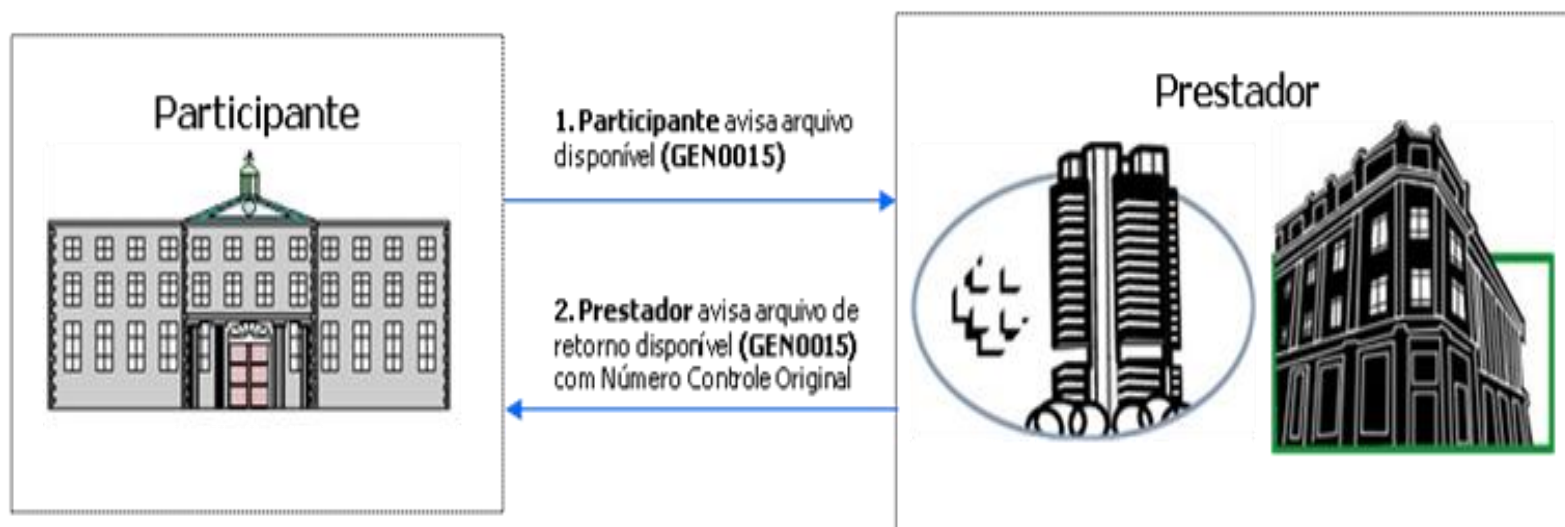 Participante
1. Participante avisa arquivo
disponível (GEN0015)
2. Prestador avisa arquivo de
retorno disponível (GEN0015)
com Número Controle Original
Prestador